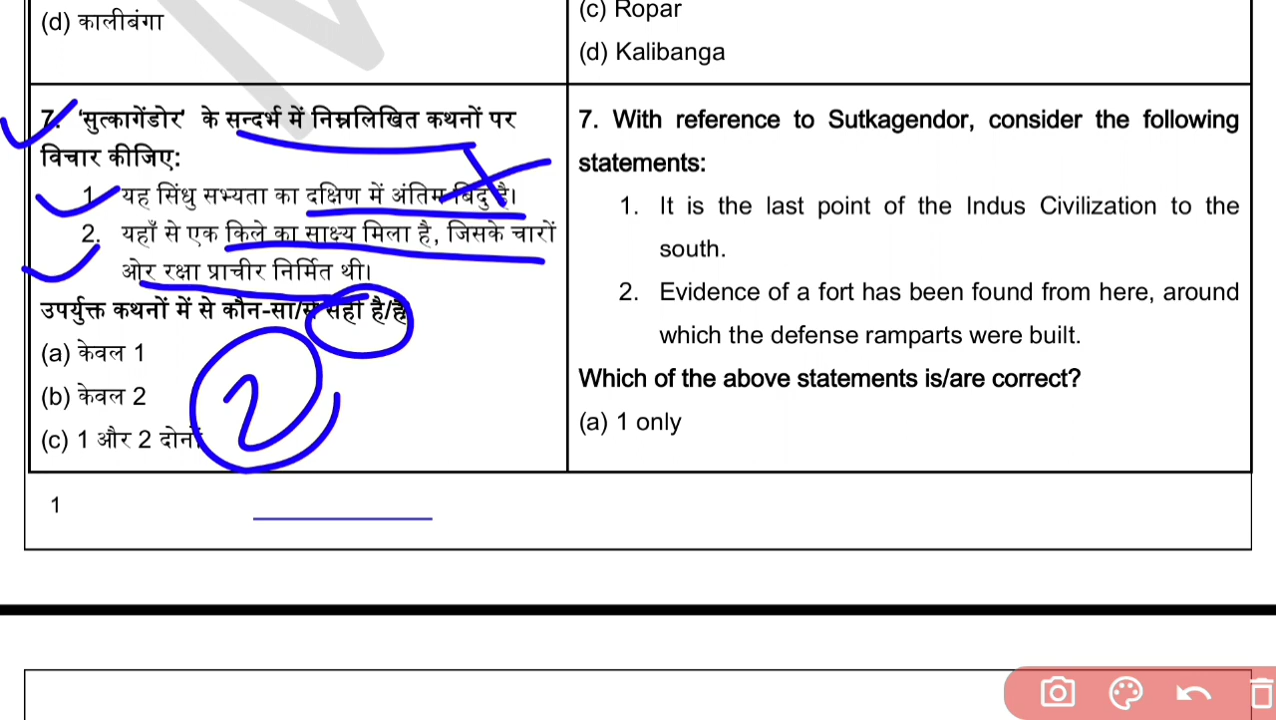 (d) कालीबंगा
7. 'सुत्कागेंडोर' के सन्दर्भ में निम्नलिखित कथनों पर
विचार कीजिए:
1. यह सिंधु सभ्यता का दक्षिण में अंतिम बिंदु है।
2. यहाँ से एक किले का साक्ष्य मिला है, जिसके चारों
ओर रक्षा प्राचीर निर्मित थी।
उपर्युक्त कथनों में से कौन-सा/से सही है/हैं
(a) केवल 1
(b) केवल 2
(c) 1 और 2 दोनों
2
1
(c) Ropar
(d) Kalibanga
7. With reference to Sutkagendor, consider the following
statements:
1. It is the last point of the Indus Civilization to the
south.
2. Evidence of a fort has been found from here, around
which the defense ramparts were built.
Which of the above statements is/are correct?
(a) 1 only